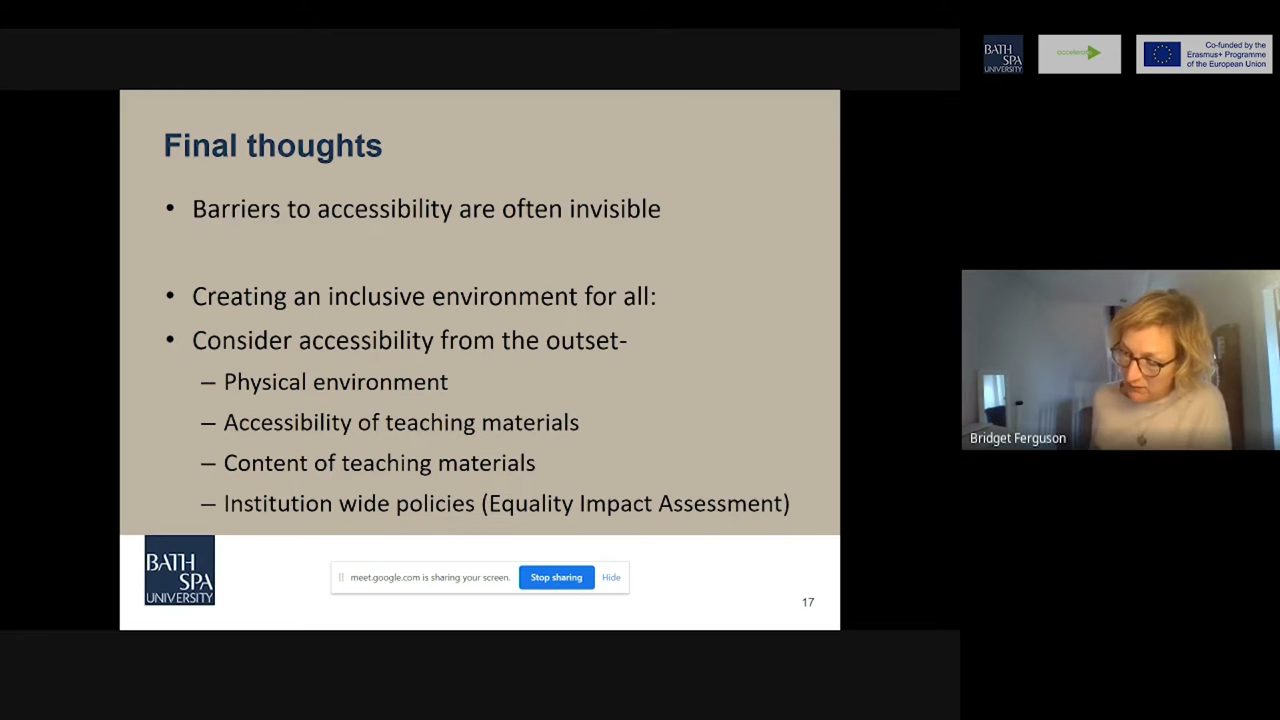 BATH
SPA
UNIVERSITY
accelerate
Co-funded by the
Erasmus+ Programme
of the European Union
Final thoughts
• Barriers to accessibility are often invisible
• Creating an inclusive environment for all:
• Consider accessibility from the outset-
– Physical environment
– Accessibility of teaching materials
– Content of teaching materials
– Institution wide policies (Equality Impact Assessment)
Bridget Ferguson
BATH
SPA
UNIVERSITY
meet.google.com is sharing your screen.
Stop sharing
Hide
17